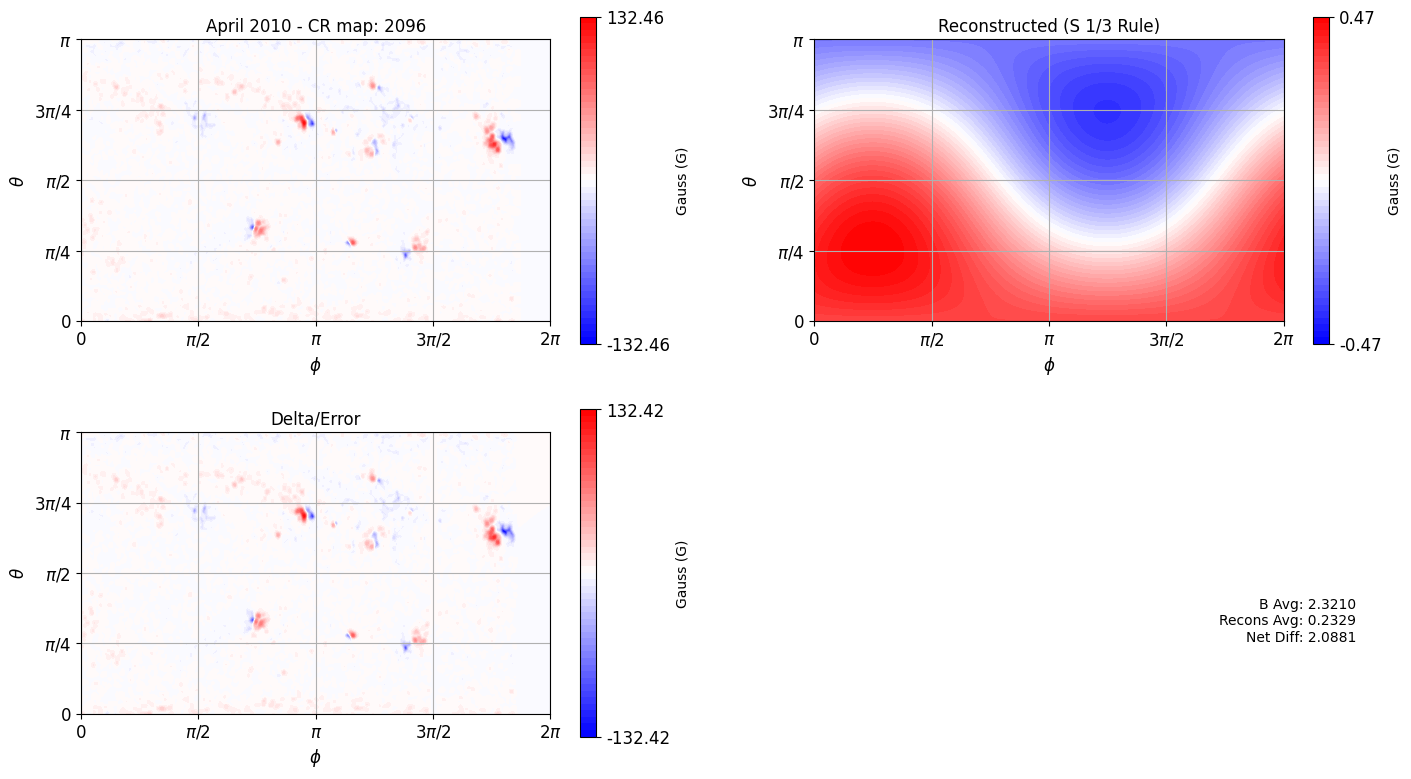 April 2010 - CR map: 2096
132.46
π
3π/4
π/2
π/4
0
θ
0
π/2
π
3π/2
2π
ϕ
-132.46
Gauss (G)
Reconstructed (S 1/3 Rule)
0.47
π
3π/4
π/2
π/4
0
θ
0
π/2
π
3π/2
2π
ϕ
-0.47
Gauss (G)
Delta/Error
132.42
π
3π/4
π/2
π/4
0
θ
0
π/2
π
3π/2
2π
ϕ
-132.42
Gauss (G)
B Avg: 2.3210
Recons Avg: 0.2329
Net Diff: 2.0881